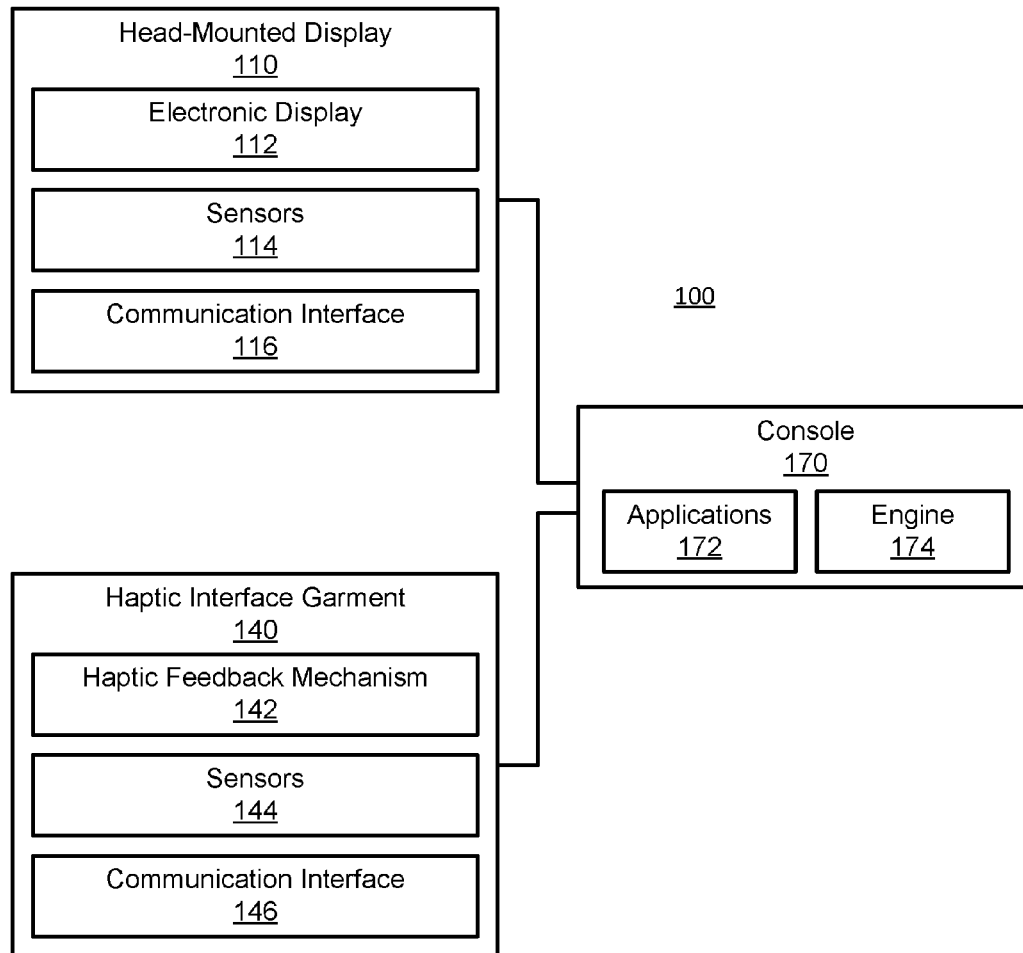 Head-Mounted Display
110
Electronic Display
112
Sensors
114
Communication Interface
116
100
Console
170
Applications
172
Engine
174
Haptic Interface Garment
140
Haptic Feedback Mechanism
142
Sensors
144
Communication Interface
146